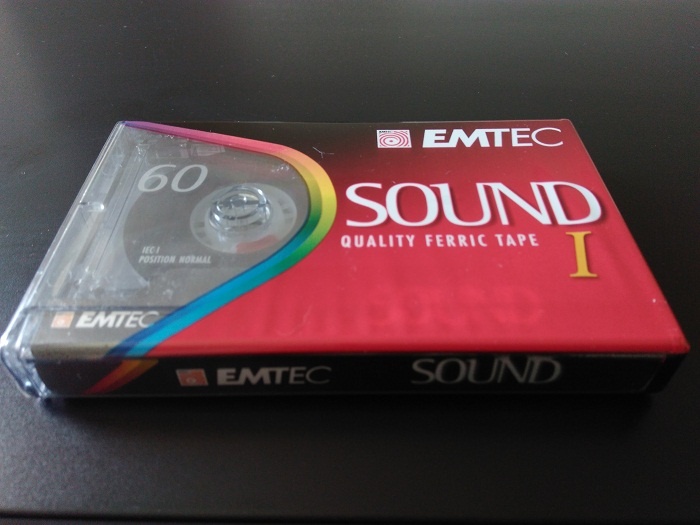 EMTEC
60
SOUND
QUALITY FERRIC TAPE
I
IEC·I
POSITION NORMAL
EMTEC
EMTEC
SOUND